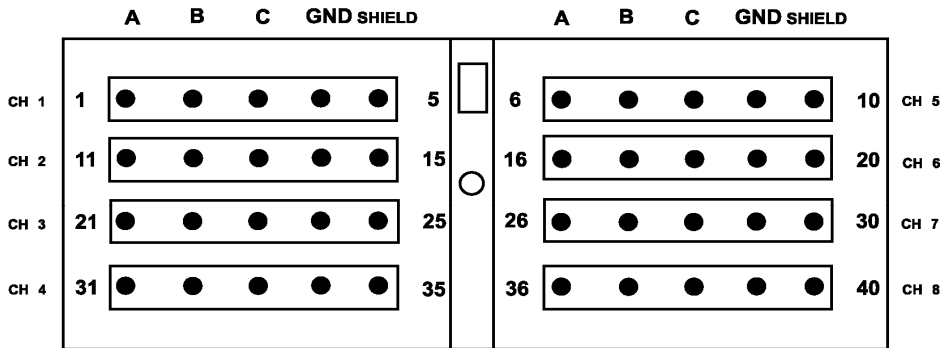 A B C GND SHIELD A B C GND SHIELD
CH 1 1 5 6 10 CH 5
CH 2 11 15 16 20 CH 6
CH 3 21 25 26 30 CH 7
CH 4 31 35 36 40 CH 8